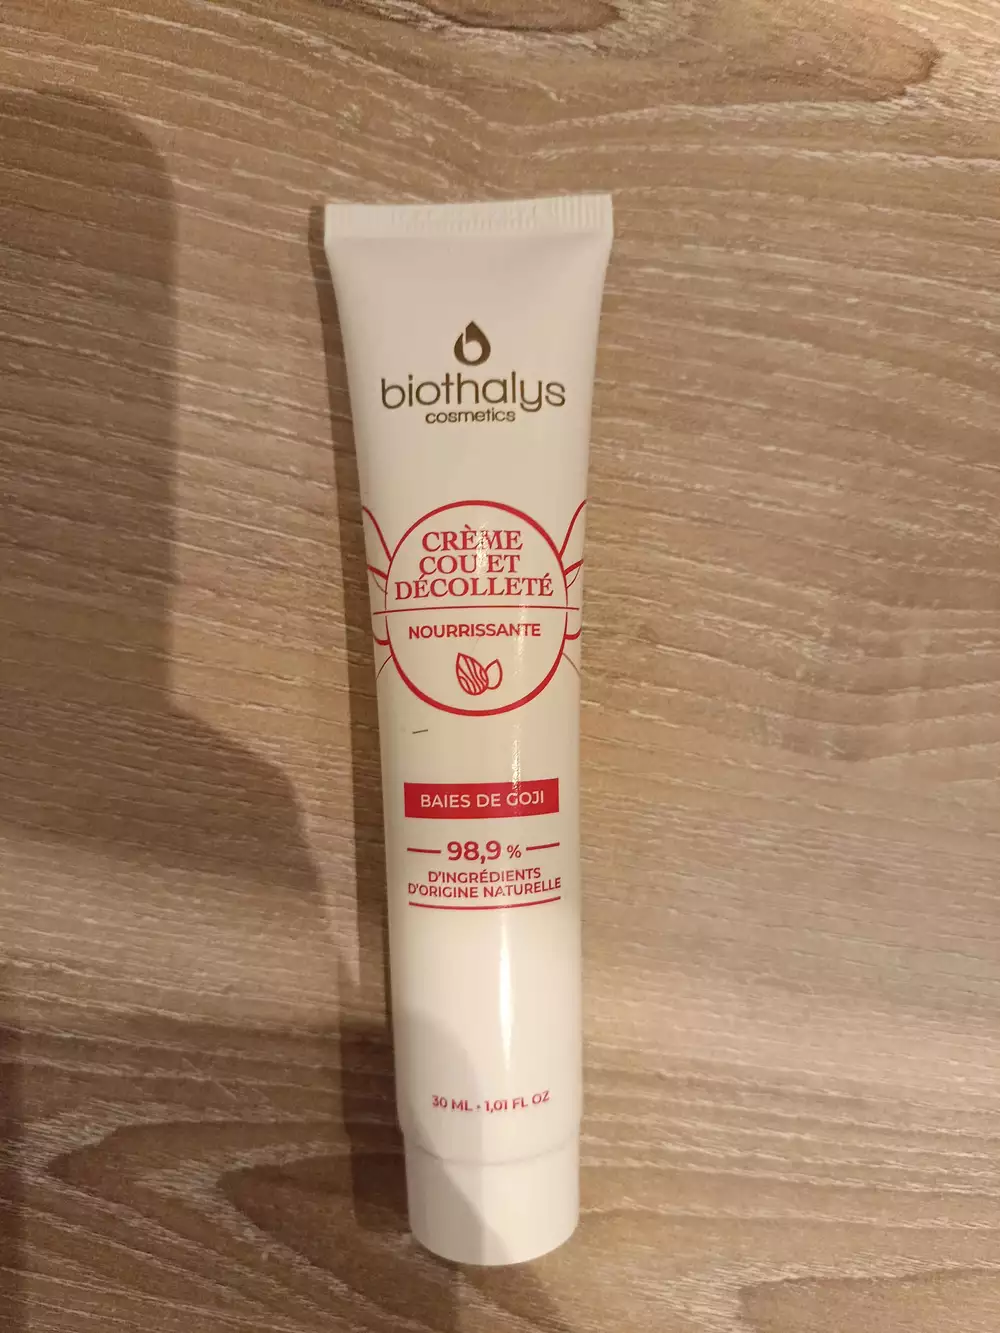 biothalys
cosmetics
CRÈME
COU ET
DÉCOLLETÉ
NOURRISSANTE
BAIES DE GOJI
98,9 %
D'INGRÉDIENTS
D'ORIGINE NATURELLE
30 ML • 1,01 FL OZ